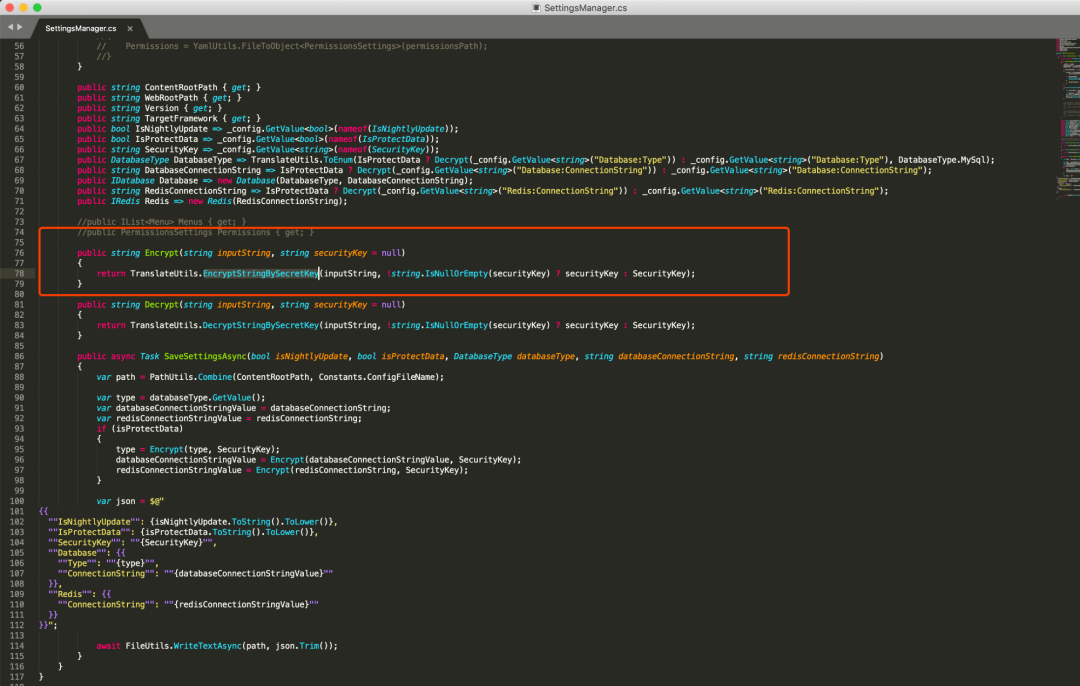 SettingsManager.cs
SettingsManager.cs ×
56 // Permissions = YamlUtils.FileToObject<PermissionsSettings>(permissionsPath);
57 //}
58 }
59
60 public string ContentRootPath { get; }
61 public string WebRootPath { get; }
62 public string Version { get; }
63 public string TargetFramework { get; }
64 public bool IsNightlyUpdate => _config.GetValue<bool>(nameof(IsNightlyUpdate));
65 public bool IsProtectData => _config.GetValue<bool>(nameof(IsProtectData));
66 public string SecurityKey => _config.GetValue<string>(nameof(SecurityKey));
67 public DatabaseType DatabaseType => TranslateUtils.ToEnum(IsProtectData ? Decrypt(_config.GetValue<string>("Database:Type")) : _config.GetValue<string>("Database:Type"), DatabaseType.MySql);
68 public string DatabaseConnectionString => IsProtectData ? Decrypt(_config.GetValue<string>("Database:ConnectionString")) : _config.GetValue<string>("Database:ConnectionString");
69 public IDatabase Database => new Database(DatabaseType, DatabaseConnectionString);
70 public string RedisConnectionString => IsProtectData ? Decrypt(_config.GetValue<string>("Redis:ConnectionString")) : _config.GetValue<string>("Redis:ConnectionString");
71 public IRedis Redis => new Redis(RedisConnectionString);
72
73 //public IList<Menu> Menus { get; }
74 //public PermissionsSettings Permissions { get; }
75
76 public string Encrypt(string inputString, string securityKey = null)
77 {
78 return TranslateUtils.EncryptStringBySecretKey(inputString, !string.IsNullOrEmpty(securityKey) ? securityKey : SecurityKey);
79 }
80
81 public string Decrypt(string inputString, string securityKey = null)
82 {
83 return TranslateUtils.DecryptStringBySecretKey(inputString, !string.IsNullOrEmpty(securityKey) ? securityKey : SecurityKey);
84 }
85
86 public async Task SaveSettingsAsync(bool isNightlyUpdate, bool isProtectData, DatabaseType databaseType, string databaseConnectionString, string redisConnectionString)
87 {
88 var path = PathUtils.Combine(ContentRootPath, Constants.ConfigFileName);
89
90 var type = databaseType.GetValue();
91 var databaseConnectionStringValue = databaseConnectionString;
92 var redisConnectionStringValue = redisConnectionString;
93 if (isProtectData)
94 {
95 type = Encrypt(type, SecurityKey);
96 databaseConnectionStringValue = Encrypt(databaseConnectionStringValue, SecurityKey);
97 redisConnectionStringValue = Encrypt(redisConnectionString, SecurityKey);
98 }
99
100 var json = $@"
101 {{
102 ""IsNightlyUpdate"": {isNightlyUpdate.ToString().ToLower()},
103 ""IsProtectData"": {isProtectData.ToString().ToLower()},
104 ""SecurityKey"": ""{SecurityKey}"",
105 ""Database"": {{
106 ""Type"": ""{type}"",
107 ""ConnectionString"": ""{databaseConnectionStringValue}""
108 }},
109 ""Redis"": {{
110 ""ConnectionString"": ""{redisConnectionStringValue}""
111 }}
112 }}";
113
114 await FileUtils.WriteTextAsync(path, json.Trim());
115 }
116 }
117 }